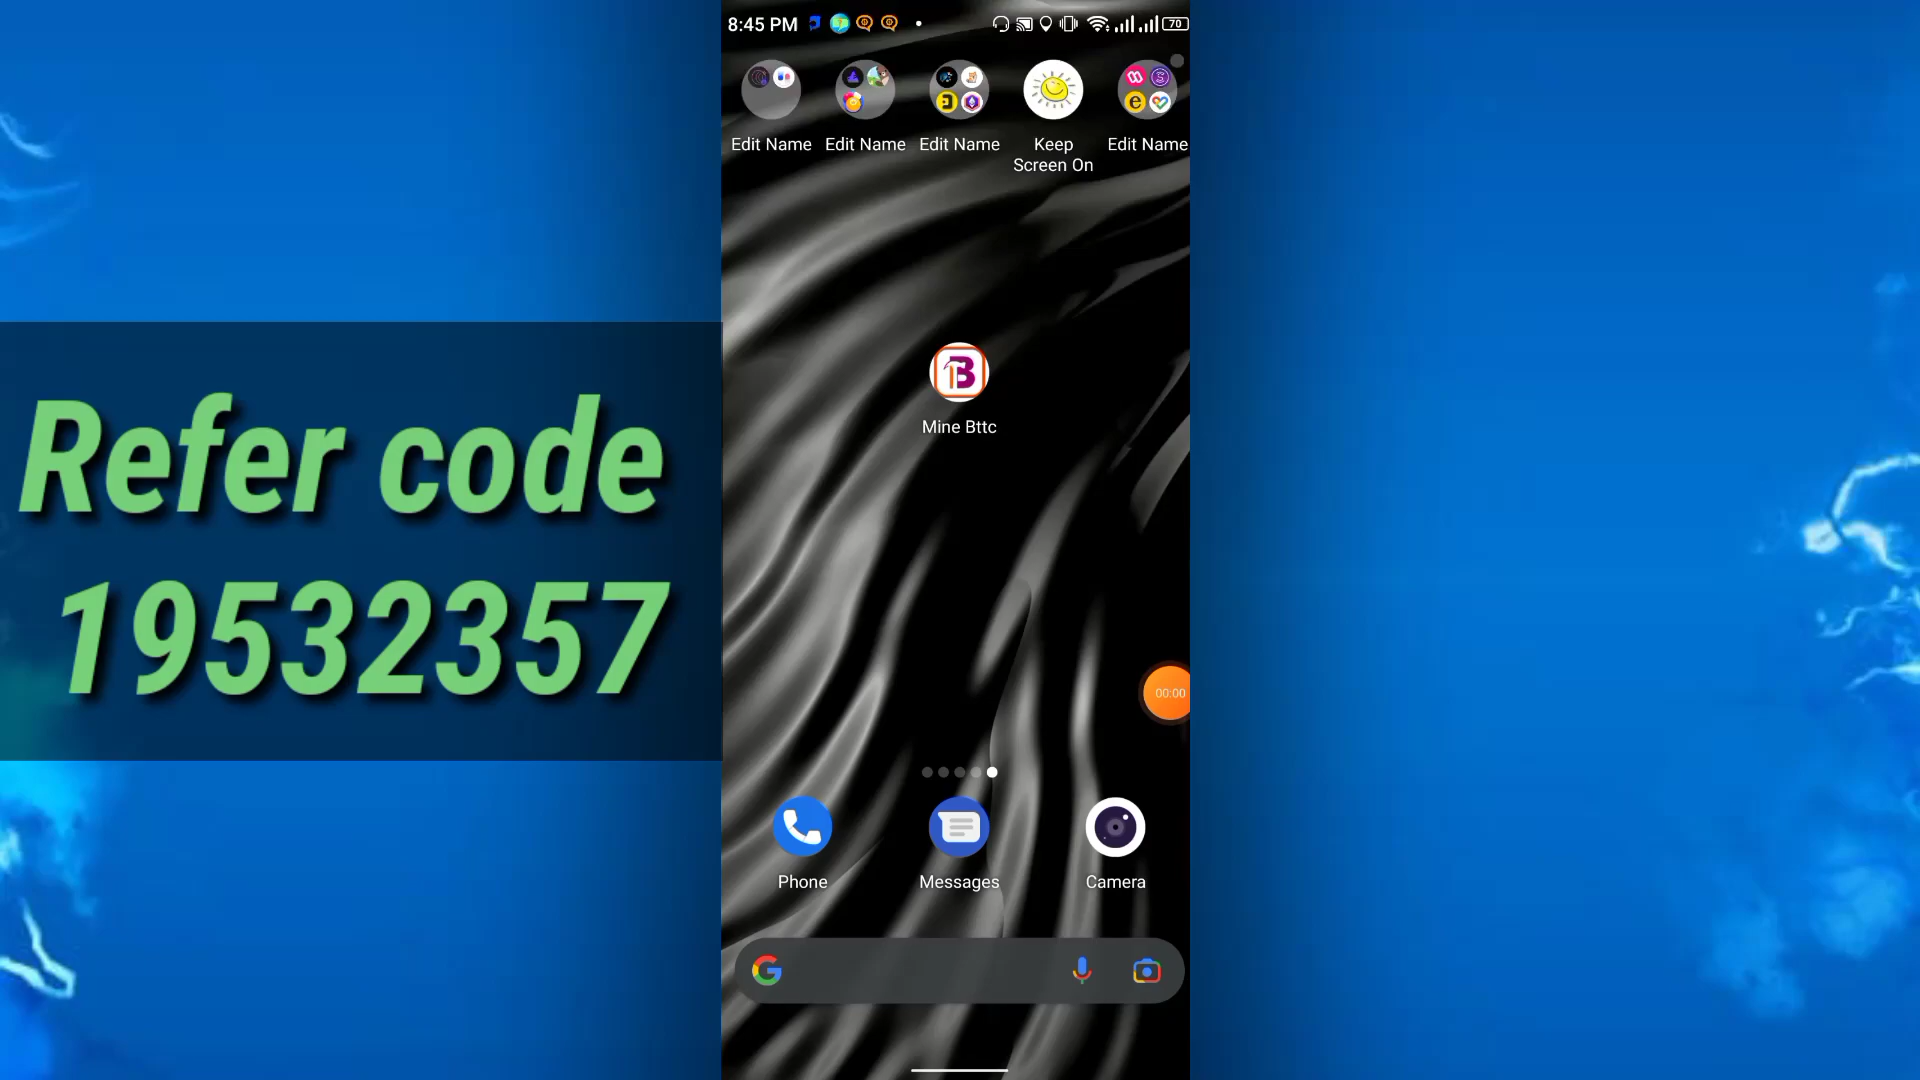 8:45 PM
70
Edit Name
Edit Name
Edit Name
Keep
Screen On
Edit Name
Mine Bttc
Refer code
19532357
00:00
Phone
Messages
Camera